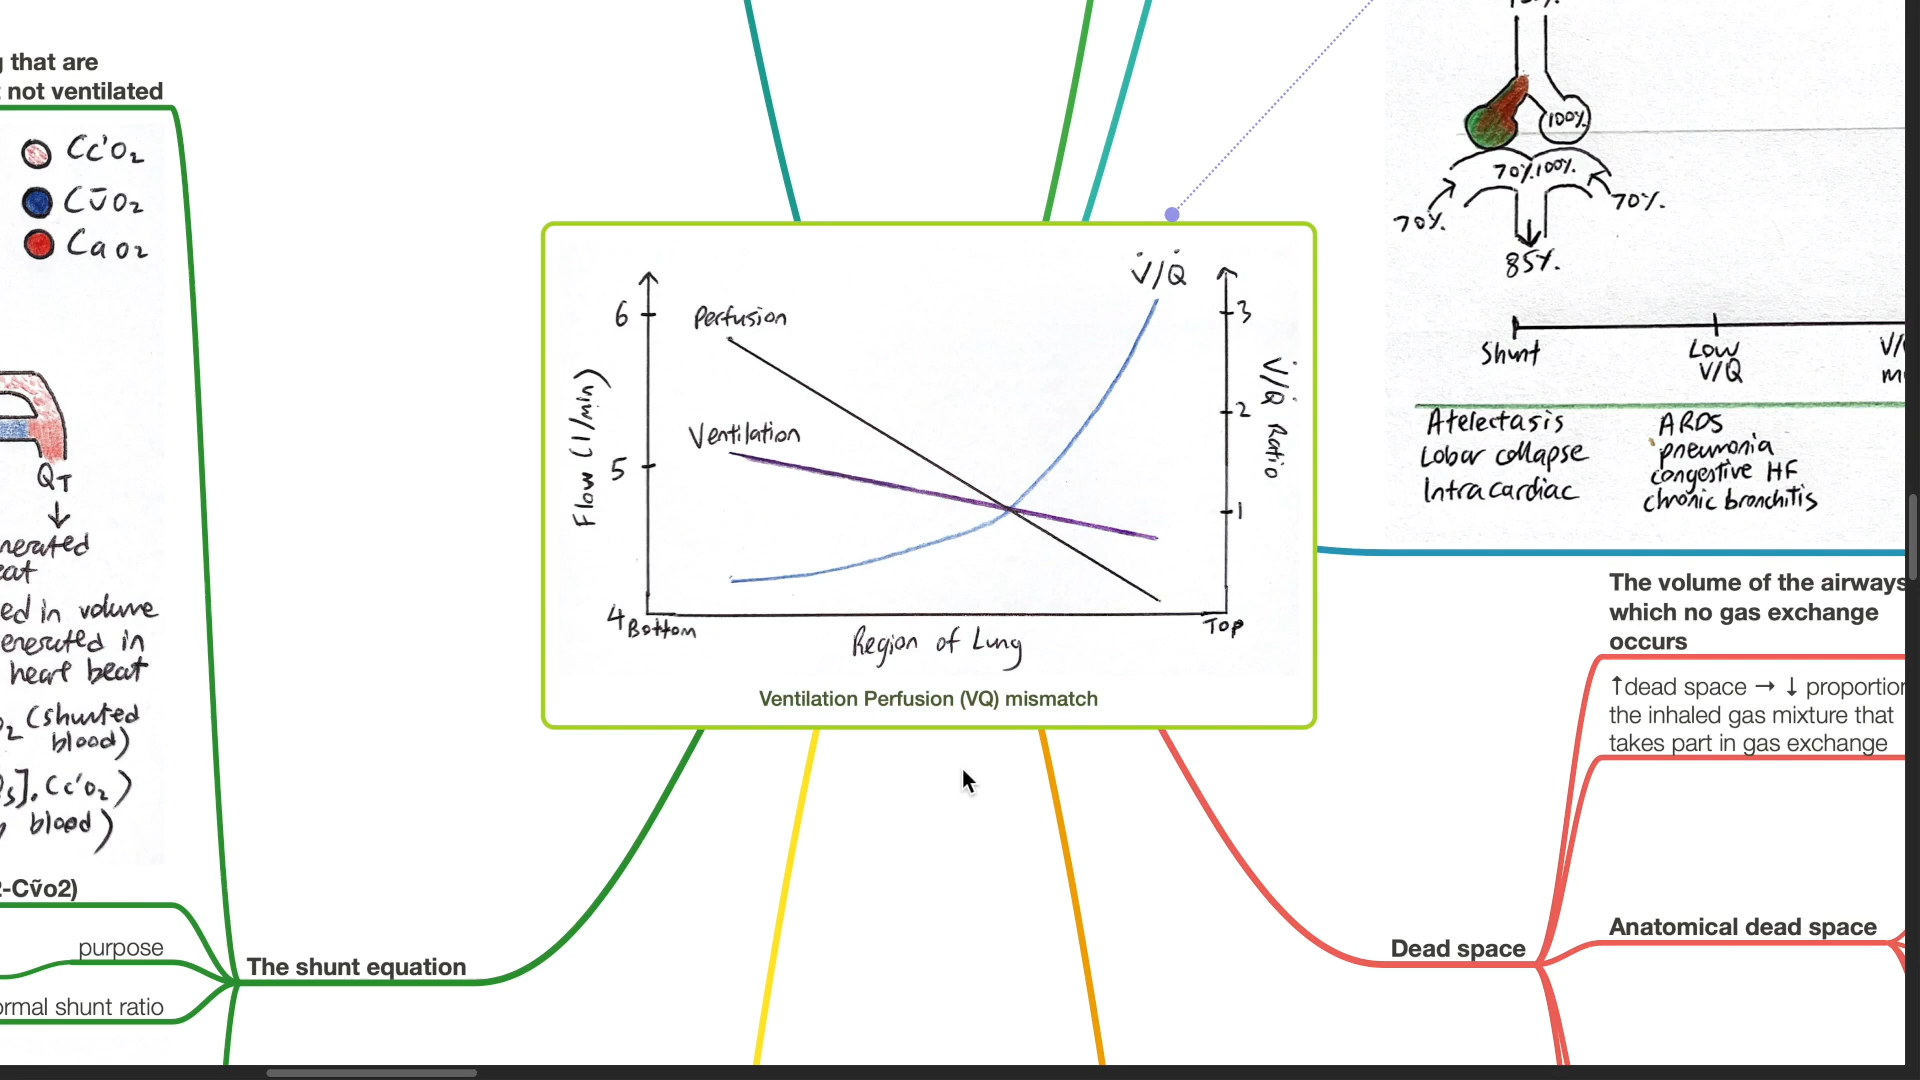 that are
not ventilated
Cc'O₂
Cv̄O₂
CaO₂
QT
↓
nerated
ed in volume
enerated in
heart beat
(shunted
blood)
Cc'O₂)
blood)
2-Cṽo2)
purpose
ormal shunt ratio
The shunt equation
V̇/Q̇
6
Perfusion
3
Flow (l/min)
V̇/Q̇ Ratio
2
Ventilation
5
1
4
Bottom
Region of Lung
Top
Ventilation Perfusion (VQ) mismatch
100%
70% 100%
70%
70%
85%
Shunt
Low
V/Q
V/
Atelectasis
Lobar collapse
Intracardiac
ARDS
pneumonia
congestive HF
chronic bronchitis
The volume of the airways
which no gas exchange
occurs
↑dead space → ↓ proportion
the inhaled gas mixture that
takes part in gas exchange
Anatomical dead space
Dead space